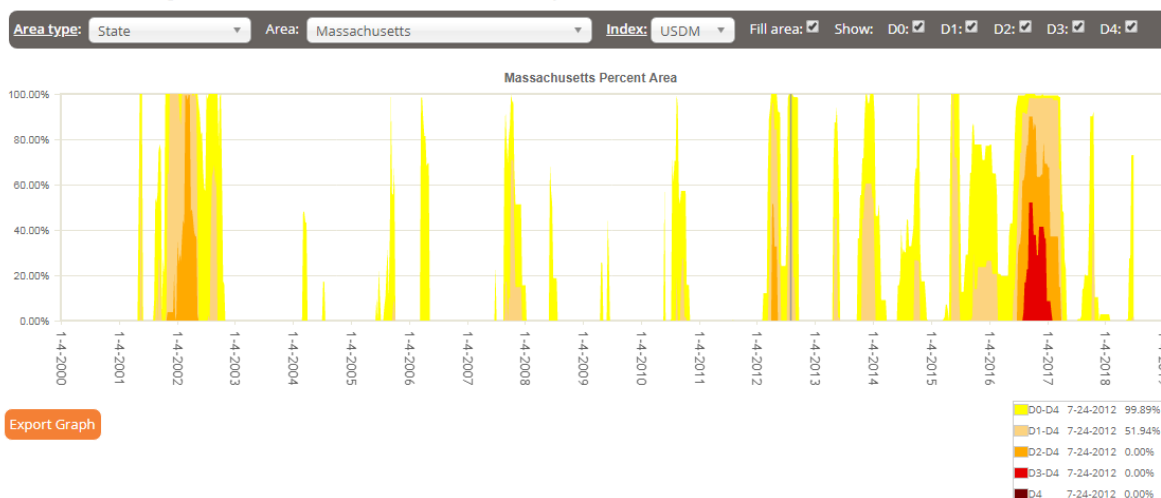 Area type: State Area: Massachusetts Index: USDM Fill area: Show: D0: D1: D2: D3: D4:
Massachusetts Percent Area
100.00%
80.00%
60.00%
40.00%
20.00%
0.00%
1-4-2000 1-4-2001 1-4-2002 1-4-2003 1-4-2004 1-4-2005 1-4-2006 1-4-2007 1-4-2008 1-4-2009 1-4-2010 1-4-2011 1-4-2012 1-4-2013 1-4-2014 1-4-2015 1-4-2016 1-4-2017 1-4-2018
Export Graph
D0-D4 7-24-2012 99.89%
D1-D4 7-24-2012 51.94%
D2-D4 7-24-2012 0.00%
D3-D4 7-24-2012 0.00%
D4 7-24-2012 0.00%